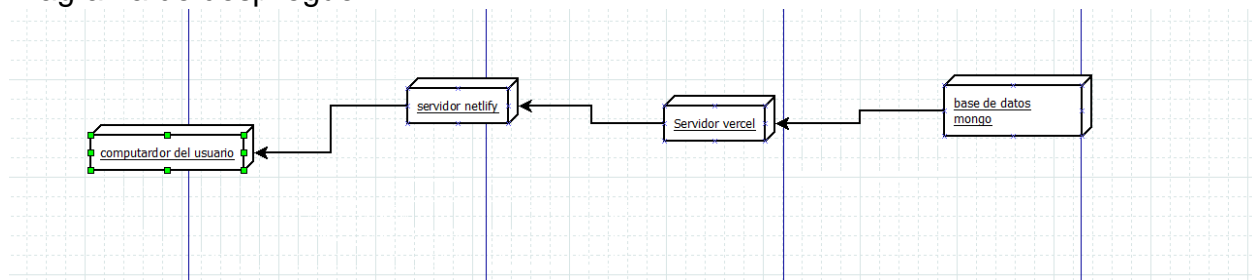 servidor netlify
base de datos
mongo
Servidor vercel
computardor del usuario